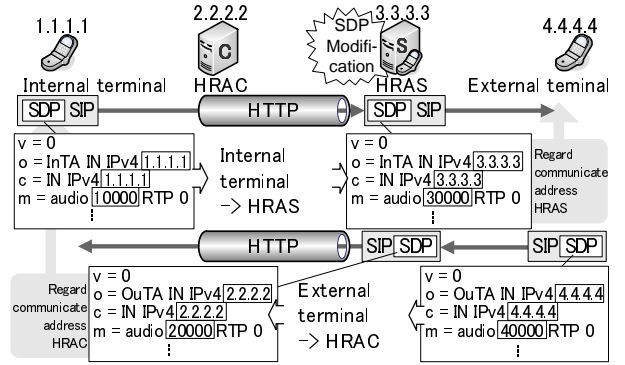 1.1.1.1
2.2.2.2
3.3.3.3
4.4.4.4
SDP
Modifi-
cation
C
S
Internal terminal
HRAC
HRAS
External teminal
SDP SIP
HTTP
SDP SIP
v = 0
o = InTA IN IPv4 1.1.1.1
c = IN IPv4 1.1.1.1
m = audio 10000 RTP 0
⋮
Internal
terminal
-> HRAS
v = 0
o = InTA IN IPv4 3.3.3.3
c = IN IPv4 3.3.3.3
m = audio 30000 RTP 0
⋮
Regard
communicate
address
HRAS
HTTP
SIP SDP
SIP SDP
Regard
communicate
address
HRAC
v = 0
o = OuTA IN IPv4 2.2.2.2
c = IN IPv4 2.2.2.2
m = audio 20000 RTP 0
⋮
External
terminal
-> HRAC
v = 0
o = OuTA IN IPv4 4.4.4.4
c = IN IPv4 4.4.4.4
m = audio 40000 RTP 0
⋮